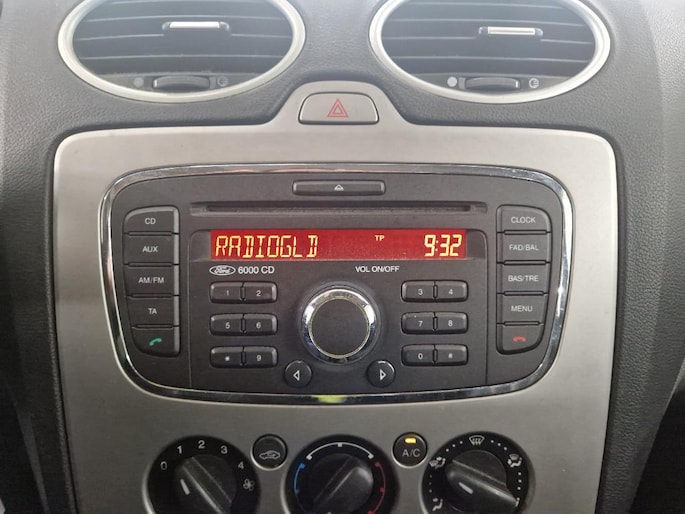 RADIOGLD TP 9:32
Ford 6000 CD VOL ON/OFF
CD
AUX
AM/FM
TA
CLOCK
FAD/BAL
BAS/TRE
MENU
1 2 3 4
5 6 7 8
* 9 0 #
0 1 2 3 4
A/C